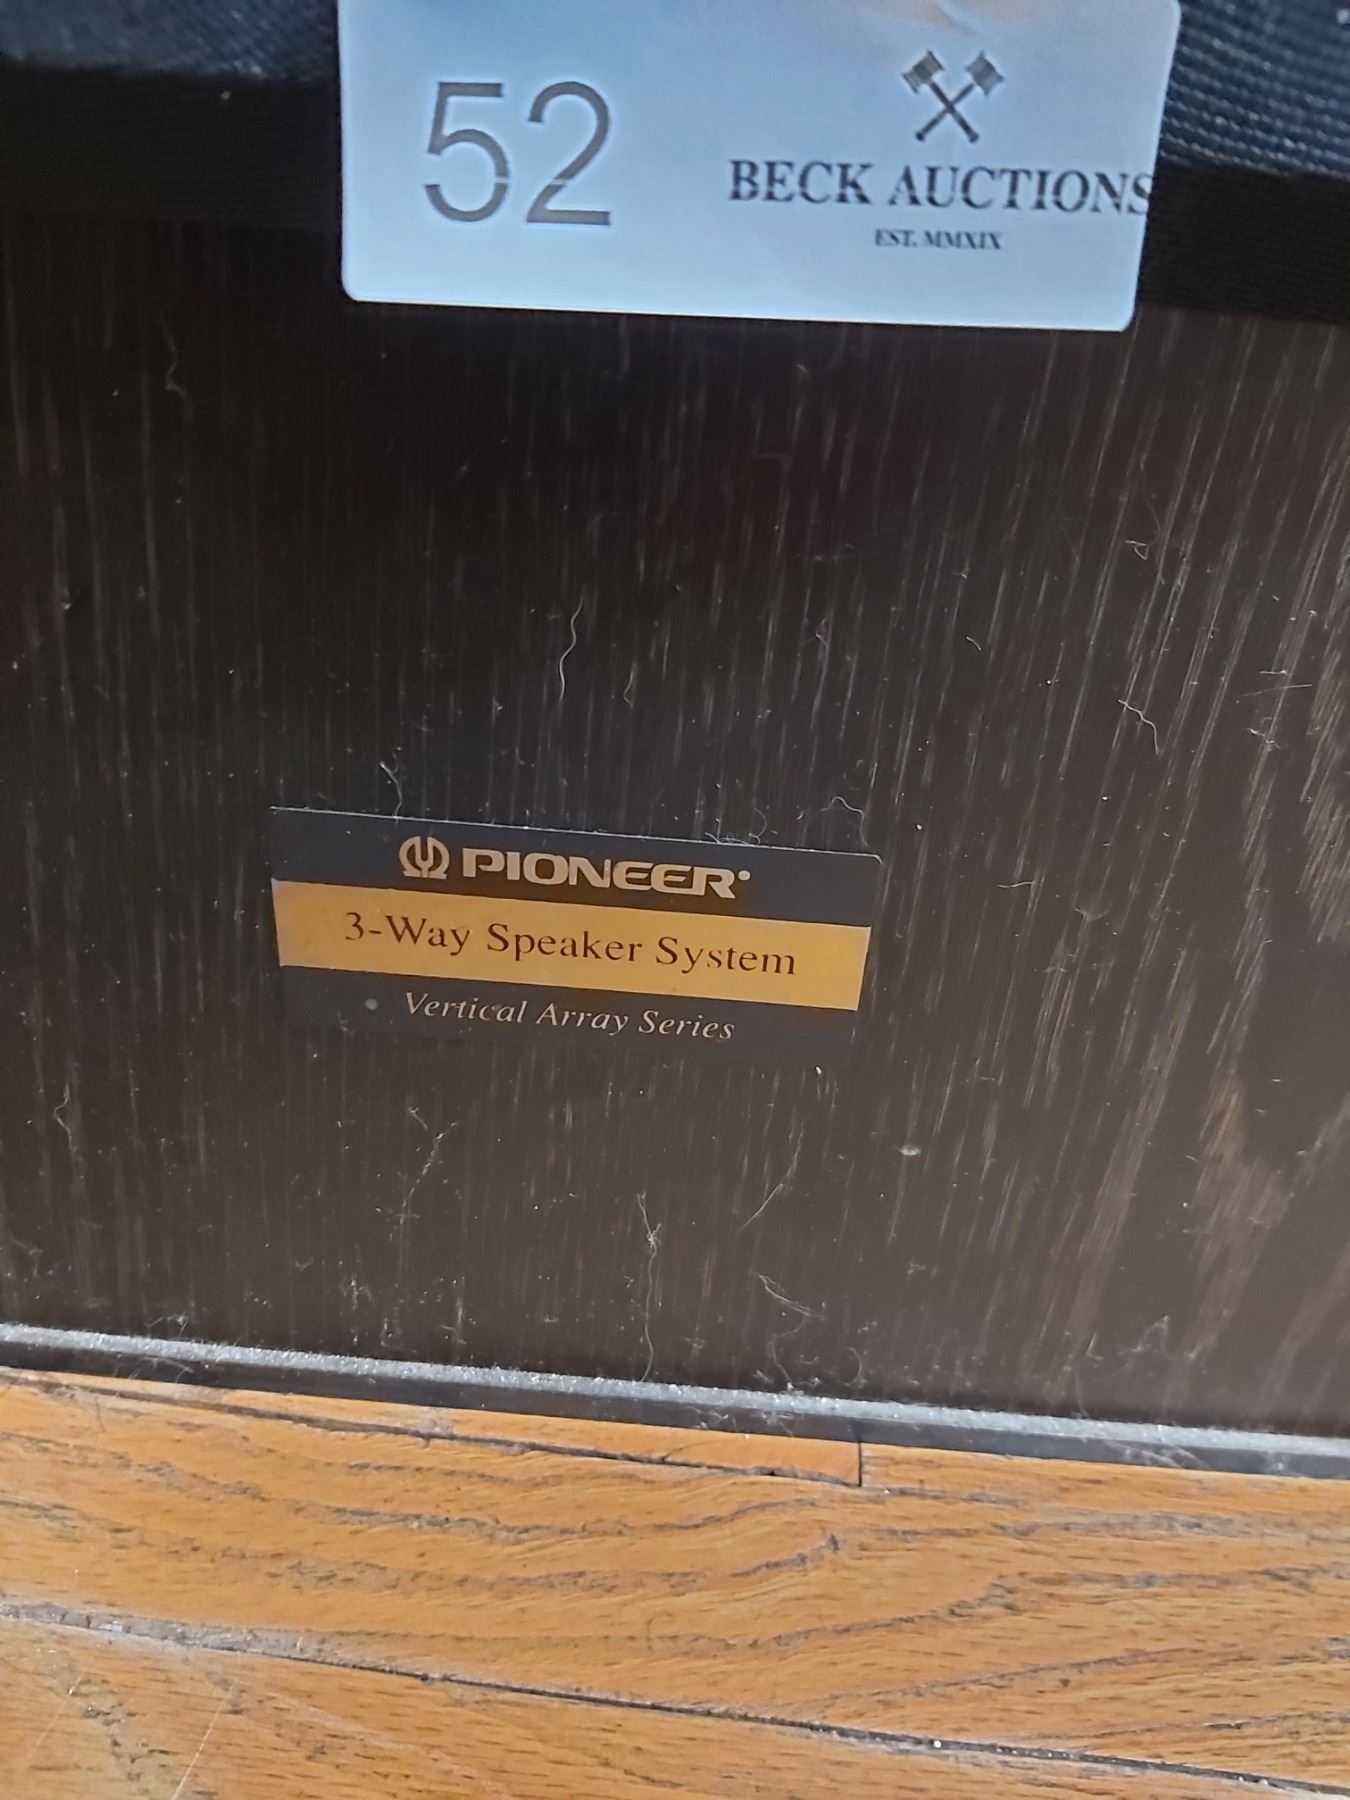 52
BECK AUCTIONS
EST. MMXIX
PIONEER
3-Way Speaker System
Vertical Array Series